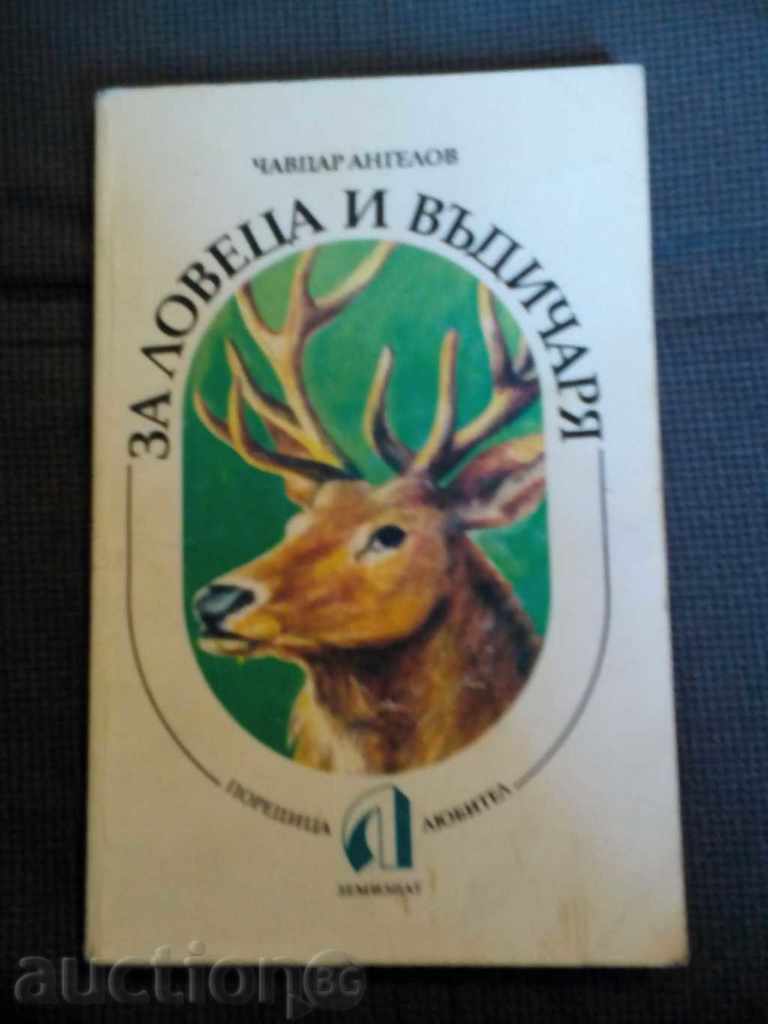 ЧАВДАР АНГЕЛОВ
ЗА ЛОВЕЦА И ВЪДИЧАРЯ
ПОРЕДИЦА ЛЮБИТЕЛ
ЗЕМИЗДАТ
auction.BG